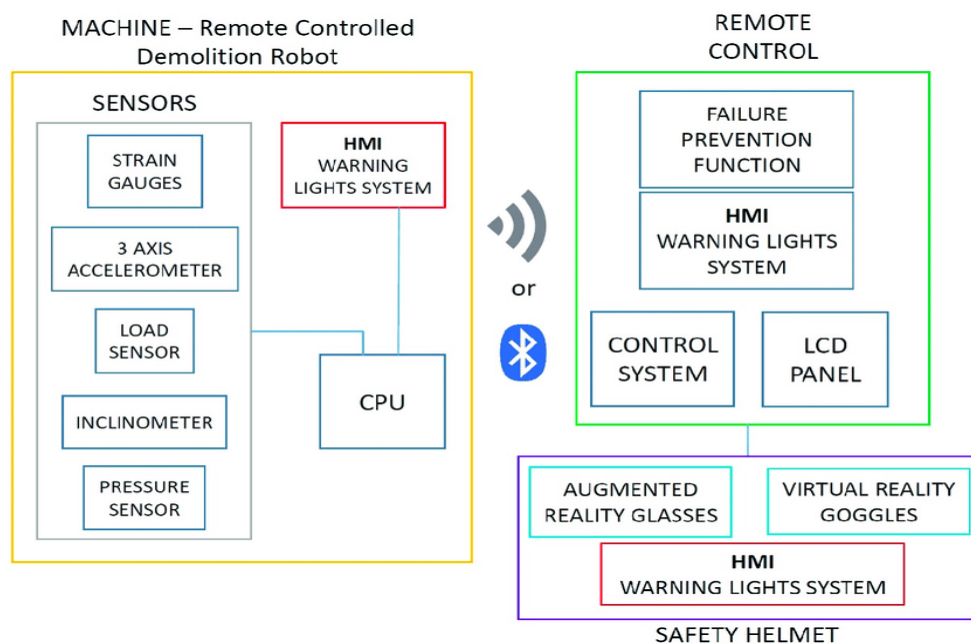 MACHINE – Remote Controlled
Demolition Robot
SENSORS
STRAIN
GAUGES
3 AXIS
ACCELEROMETER
LOAD
SENSOR
INCLINOMETER
PRESSURE
SENSOR
HMI
WARNING
LIGHTS SYSTEM
CPU
or
REMOTE
CONTROL
FAILURE
PREVENTION
FUNCTION
HMI
WARNING LIGHTS
SYSTEM
CONTROL
SYSTEM
LCD
PANEL
AUGMENTED
REALITY GLASSES
VIRTUAL REALITY
GOGGLES
HMI
WARNING LIGHTS SYSTEM
SAFETY HELMET